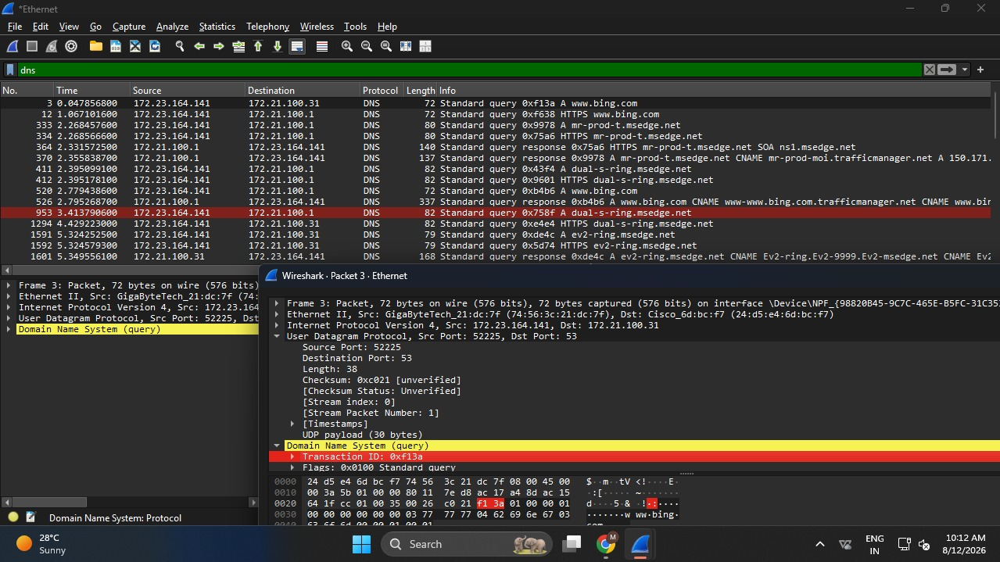 *Ethernet
File Edit View Go Capture Analyze Statistics Telephony Wireless Tools Help
dns
No. Time Source Destination Protocol Length Info
3 0.047856800 172.23.164.141 172.21.100.31 DNS 72 Standard query 0xf13a A www.bing.com
12 1.067101600 172.23.164.141 172.21.100.1 DNS 72 Standard query 0xf638 HTTPS www.bing.com
333 2.268457600 172.23.164.141 172.21.100.1 DNS 80 Standard query 0x9978 A mr-prod-t.msedge.net
334 2.268566600 172.23.164.141 172.21.100.1 DNS 80 Standard query 0x75a6 HTTPS mr-prod-t.msedge.net
364 2.331572500 172.21.100.1 172.23.164.141 DNS 140 Standard query response 0x75a6 HTTPS mr-prod-t.msedge.net SOA ns1.msedge.net
370 2.355838700 172.21.100.1 172.23.164.141 DNS 137 Standard query response 0x9978 A mr-prod-t.msedge.net CNAME mr-prod-moi.trafficmanager.net A 150.171.
411 2.395099100 172.23.164.141 172.21.100.1 DNS 82 Standard query 0x43f4 A dual-s-ring.msedge.net
412 2.395178100 172.23.164.141 172.21.100.1 DNS 82 Standard query 0x9601 HTTPS dual-s-ring.msedge.net
520 2.779438600 172.23.164.141 172.21.100.1 DNS 72 Standard query 0xb4b6 A www.bing.com
526 2.795268700 172.21.100.1 172.23.164.141 DNS 337 Standard query response 0xb4b6 A www.bing.com CNAME www-www.bing.com.trafficmanager.net CNAME www.bin
953 3.413790600 172.23.164.141 172.21.100.1 DNS 82 Standard query 0x758f A dual-s-ring.msedge.net
1294 4.429223000 172.23.164.141 172.21.100.31 DNS 82 Standard query 0xe4e4 HTTPS dual-s-ring.msedge.net
1591 5.324252500 172.23.164.141 172.21.100.31 DNS 79 Standard query 0xde4c A ev2-ring.msedge.net
1592 5.324579300 172.23.164.141 172.21.100.31 DNS 79 Standard query 0x5d74 HTTPS ev2-ring.msedge.net
1601 5.349556100 172.21.100.31 172.23.164.141 DNS 168 Standard query response 0xde4c A ev2-ring.msedge.net CNAME Ev2-ring.Ev2-9999.Ev2-msedge.net CNAME Ev2
Frame 3: Packet, 72 bytes on wire (576 bits)
Ethernet II, Src: GigaByteTech_21:dc:7f (74:
Internet Protocol Version 4, Src: 172.23.164
User Datagram Protocol, Src Port: 52225, Dst
Domain Name System (query)
Wireshark · Packet 3 · Ethernet
Frame 3: Packet, 72 bytes on wire (576 bits), 72 bytes captured (576 bits) on interface \Device\NPF_{98820B45-9C7C-465E-B5FC-31C35
Ethernet II, Src: GigaByteTech_21:dc:7f (74:56:3c:21:dc:7f), Dst: Cisco_6d:bc:f7 (24:d5:e4:6d:bc:f7)
Internet Protocol Version 4, Src: 172.23.164.141, Dst: 172.21.100.31
User Datagram Protocol, Src Port: 52225, Dst Port: 53
Source Port: 52225
Destination Port: 53
Length: 38
Checksum: 0xc021 [unverified]
[Checksum Status: Unverified]
[Stream index: 0]
[Stream Packet Number: 1]
[Timestamps]
UDP payload (30 bytes)
Domain Name System (query)
Transaction ID: 0xf13a
Flags: 0x0100 Standard query
0000 24 d5 e4 6d bc f7 74 56 3c 21 dc 7f 08 00 45 00 $··m··tV <!····E·
0010 00 3a 5b 01 00 00 80 11 7e d8 ac 17 a4 8d ac 15 ·:[····· ~·······
0020 64 1f cc 01 00 35 00 26 c0 21 f1 3a 01 00 00 01 d····5·& ·!·:····
0030 00 00 00 00 00 00 03 77 77 77 04 62 69 6e 67 03 ·······w ww·bing·
0040 63 6f 6d 00 00 01 00 01 com·····
Domain Name System: Protocol
28°C
Sunny
Search
M
ENG
IN
10:12 AM
8/12/2026